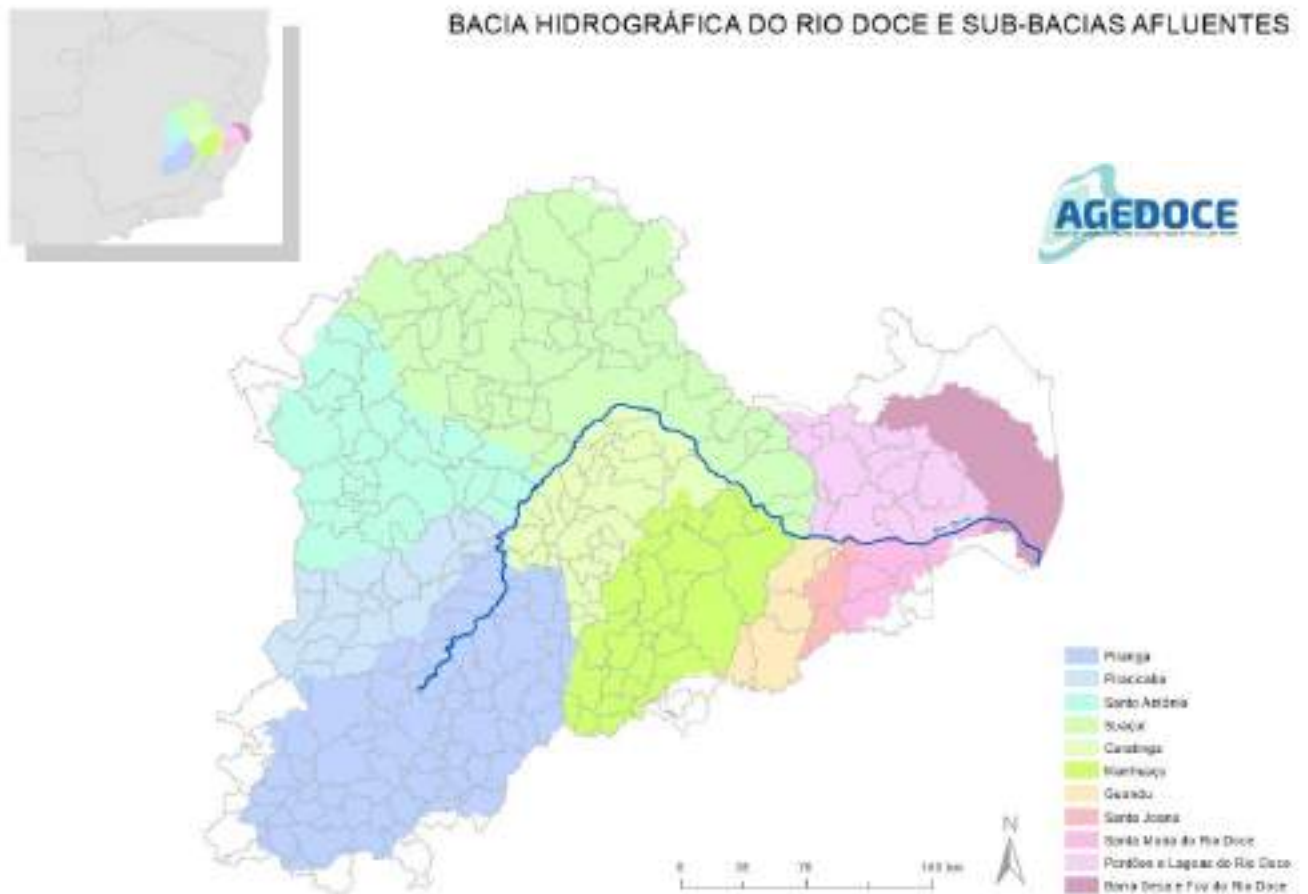 BACIA HIDROGRÁFICA DO RIO DOCE E SUB-BACIAS AFLUENTES
AGEDOCE
Piranga
Piracicaba
Santo Antônio
Suaçuí
Caratinga
Manhuaçu
Guandu
Santa Joana
Santa Maria do Rio Doce
Pontões e Lagoas do Rio Doce
Barra Seca e Foz do Rio Doce
N
0
140 km